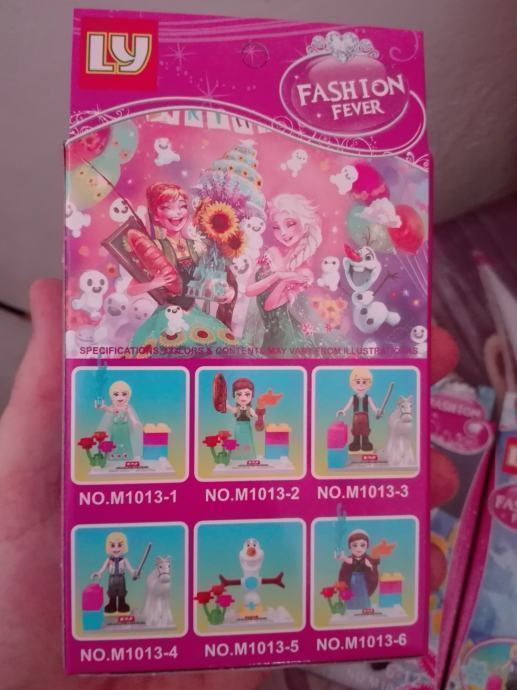 LY
FASHION
FEVER
SPECIFICATIONS, COLORS & CONTENTS MAY VARY FROM ILLUSTRATIONS
NO.M1013-1
NO.M1013-2
NO.M1013-3
NO.M1013-4
NO.M1013-5
NO.M1013-6